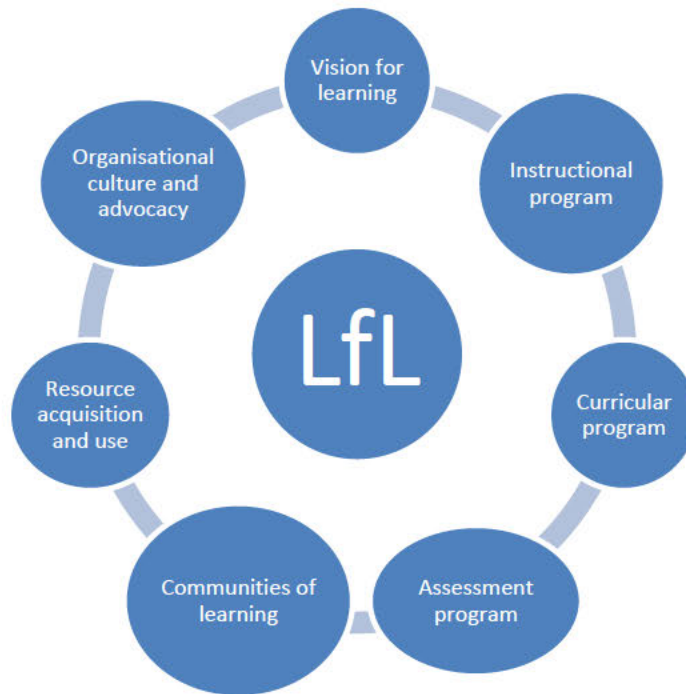 Vision for
learning
Instructional
program
Curricular
program
Assessment
program
Communities of
learning
Resource
acquisition
and use
Organisational
culture and
advocacy
LfL